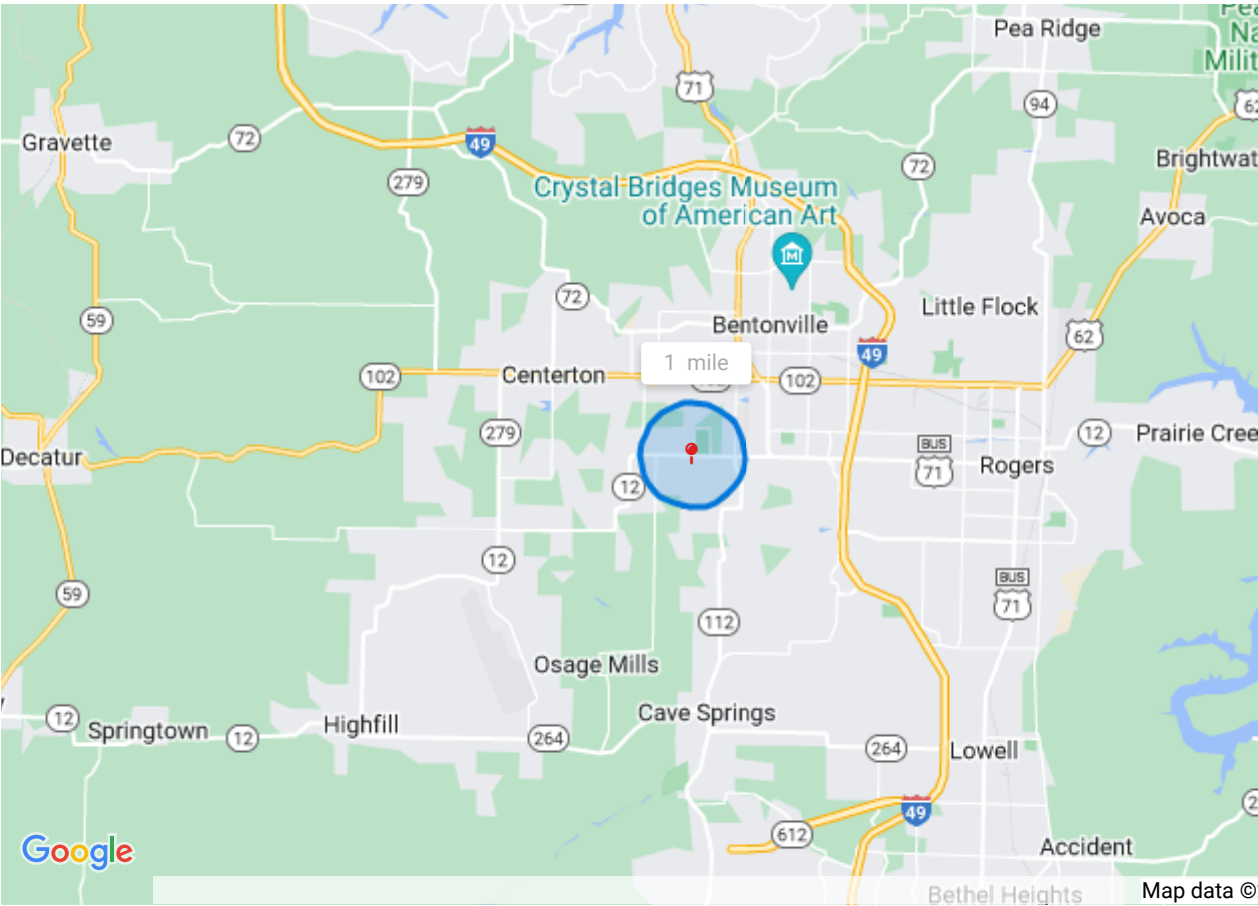 Pea Ridge
71
94
Gravette
72
49
72
279
Brightwat
Crystal Bridges Museum
of American Art
Avoca
72
59
Little Flock
Bentonville
62
49
1 mile
102
Centerton
102
279
12
Prairie Cree
BUS
71
Rogers
Decatur
12
12
BUS
71
59
112
Osage Mills
12
Springtown
12
Highfill
Cave Springs
264
264
Lowell
49
612
Google
Accident
Bethel Heights
Map data ©